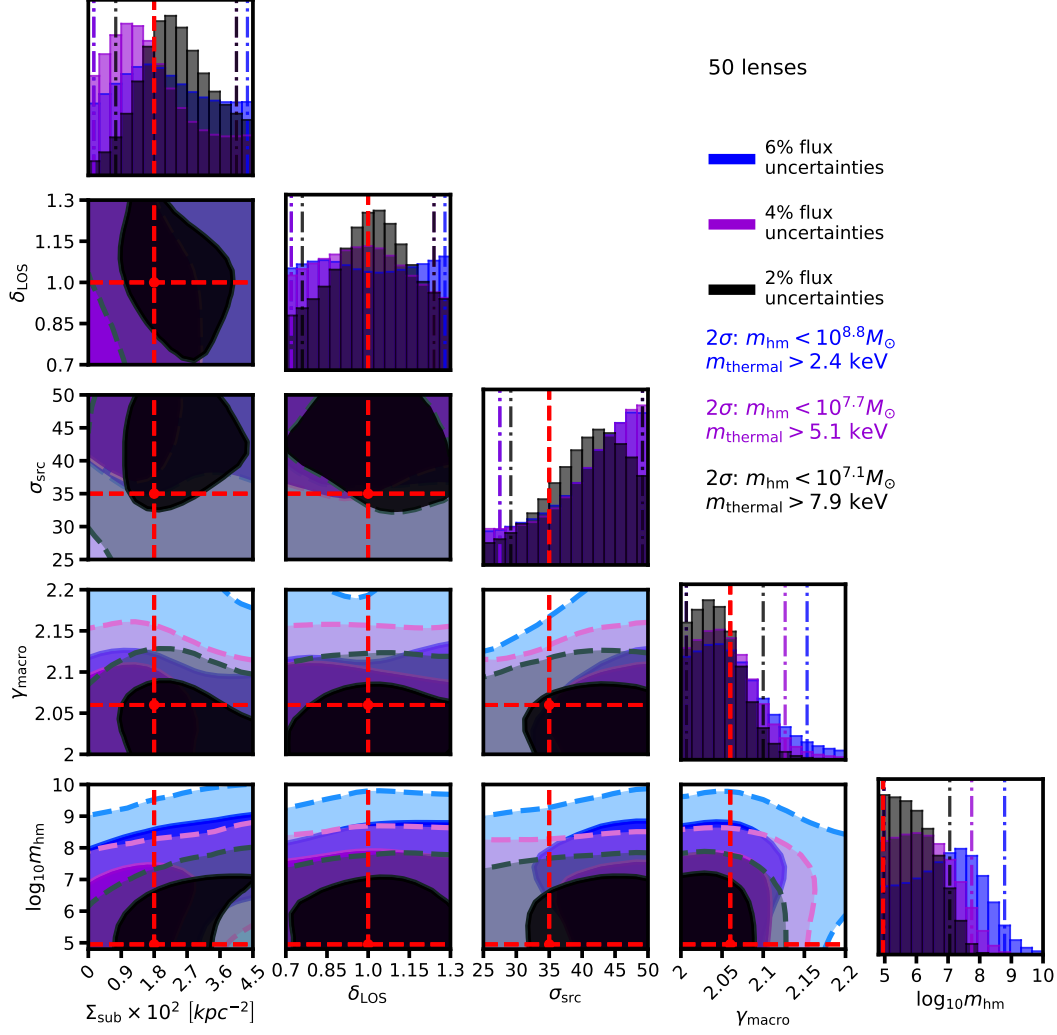 50 lenses
6% flux
uncertainties
4% flux
uncertainties
2% flux
uncertainties
2σ: m_hm < 10^8.8 M_⊙
m_thermal > 2.4 keV
2σ: m_hm < 10^7.7 M_⊙
m_thermal > 5.1 keV
2σ: m_hm < 10^7.1 M_⊙
m_thermal > 7.9 keV
δ_LOS
1.3
1.15
1.0
0.85
0.7
σ_src
50
45
40
35
30
25
γ_macro
2.2
2.15
2.1
2.05
2
log_10 m_hm
10
9
8
7
6
5
0 0.9 1.8 2.7 3.6 4.5
Σ_sub × 10^2 [kpc^−2]
0.7 0.85 1.0 1.15 1.3
δ_LOS
25 30 35 40 45 50
σ_src
2 2.05 2.1 2.15 2.2
γ_macro
5 6 7 8 9 10
log_10 m_hm